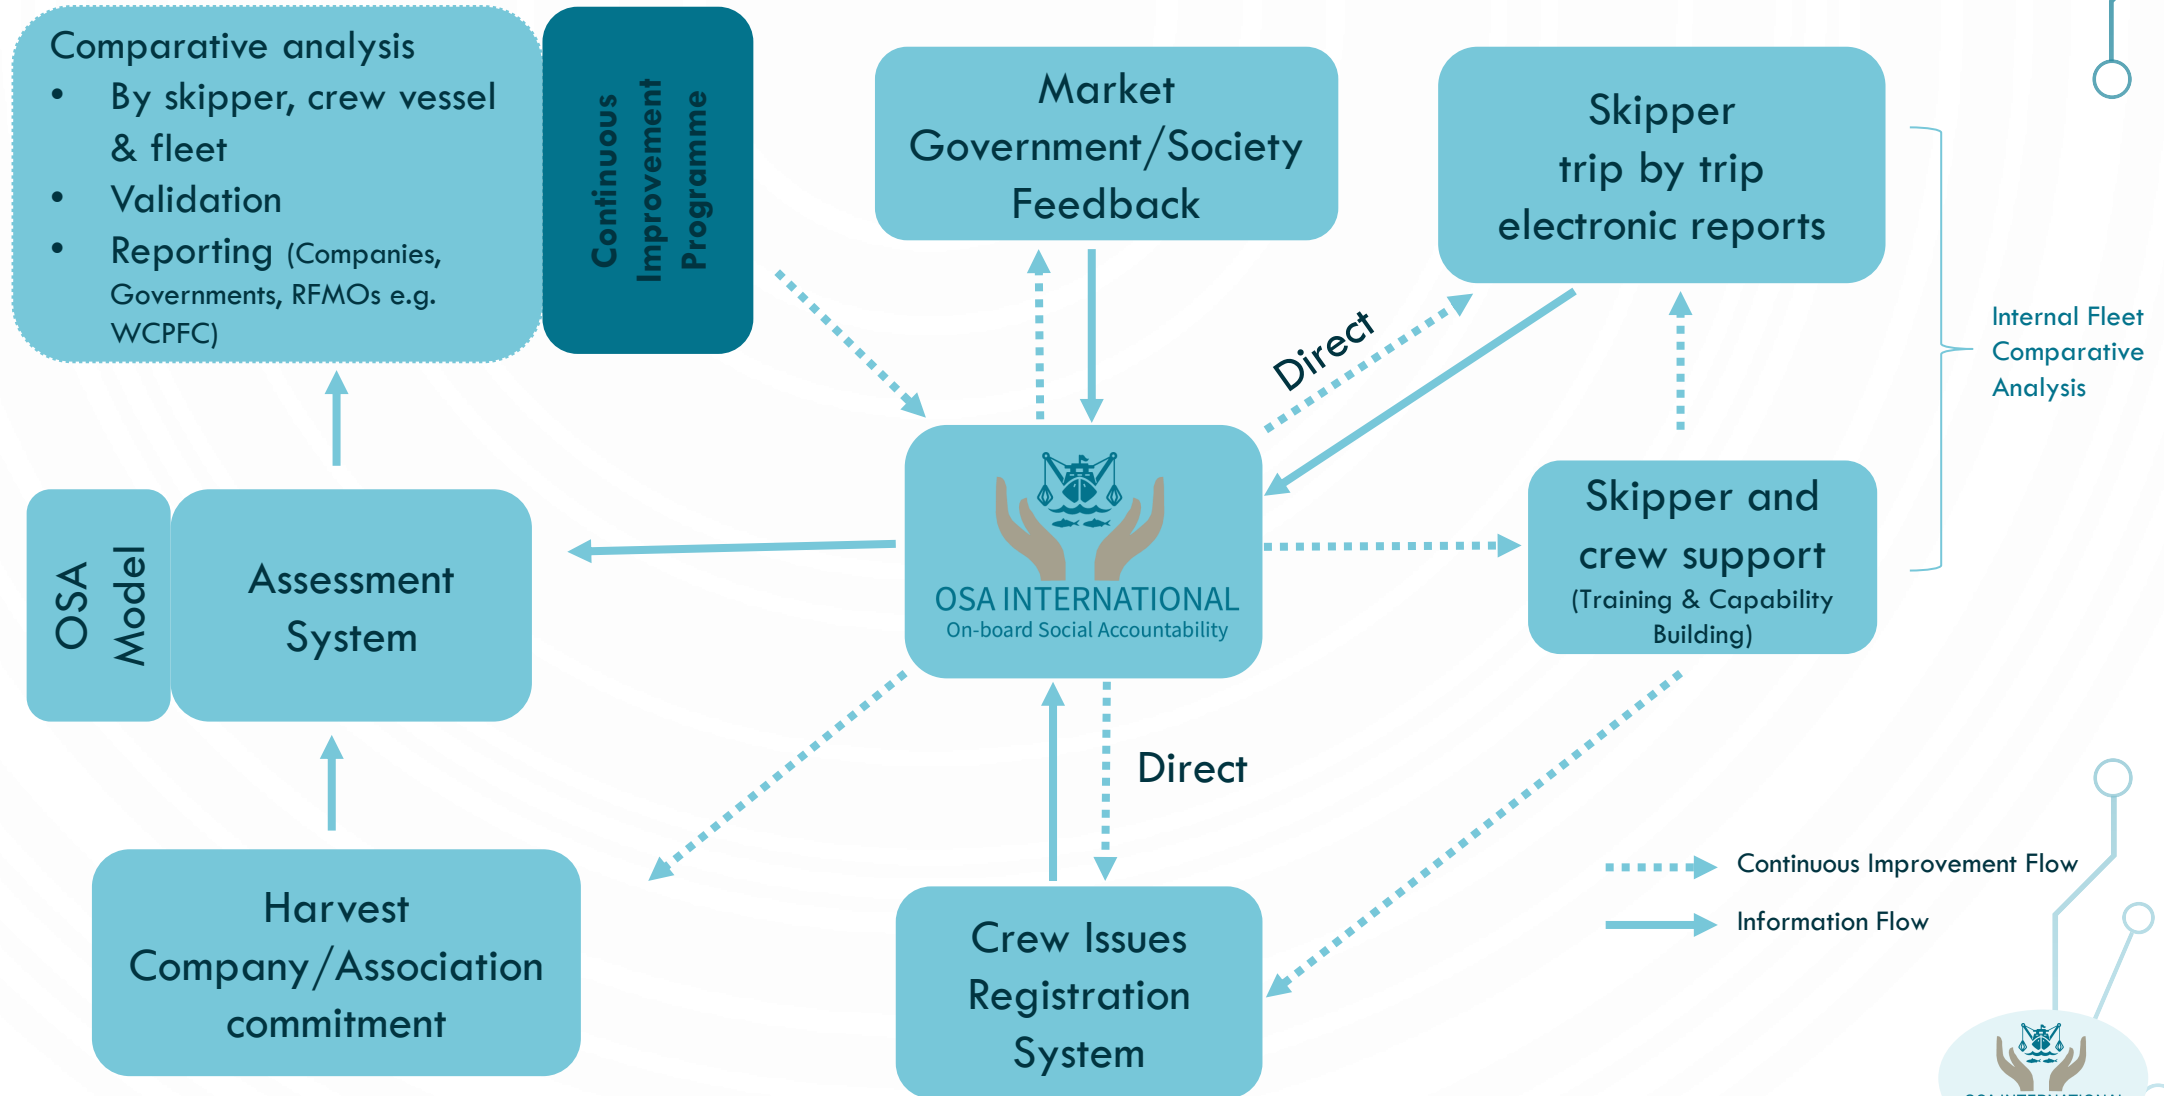 Comparative analysis
• By skipper, crew vessel
& fleet
• Validation
• Reporting (Companies,
Governments, RFMOs e.g.
WCPFC)
Continuous
Improvement
Programme
Market
Government/Society
Feedback
Skipper
trip by trip
electronic reports
Internal Fleet
Comparative
Analysis
Direct
OSA
Model
Assessment
System
OSA INTERNATIONAL
On-board Social Accountability
Skipper and
crew support
(Training & Capability
Building)
Direct
Harvest
Company/Association
commitment
Crew Issues
Registration
System
Continuous Improvement Flow
Information Flow
OSA INTERNATIONAL